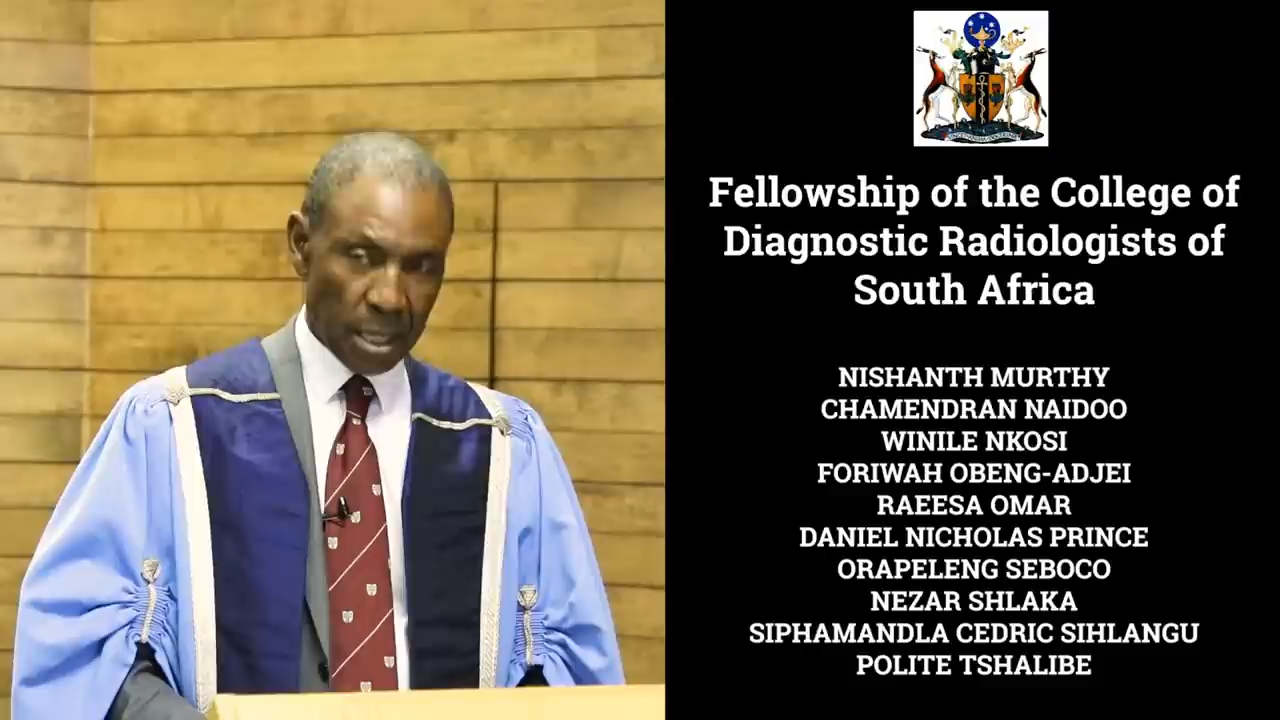 Fellowship of the College of
Diagnostic Radiologists of
South Africa
NISHANTH MURTHY
CHAMENDRAN NAIDOO
WINILE NKOSI
FORIWAH OBENG-ADJEI
RAEESA OMAR
DANIEL NICHOLAS PRINCE
ORAPELENG SEBOCO
NEZAR SHLAKA
SIPHAMANDLA CEDRIC SIHLANGU
POLITE TSHALIBE